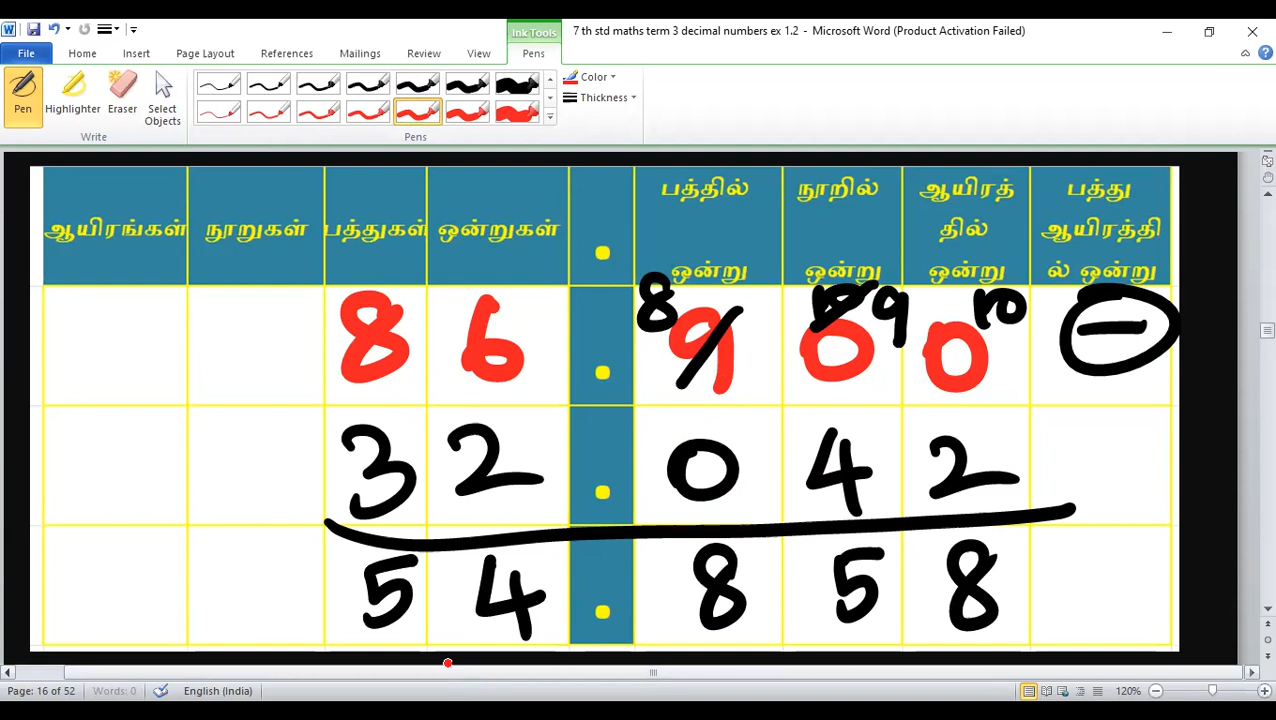 Ink Tools
7 th std maths term 3 decimal numbers ex 1.2 - Microsoft Word (Product Activation Failed)
File Home Insert Page Layout References Mailings Review View Pens
Pen Highlighter Eraser Select Objects
Color
Thickness
Write Pens
ஆயிரங்கள் நூறுகள் பத்துகள் ஒன்றுகள் . பத்தில் ஒன்று நூறில் ஒன்று ஆயிரத்தில் ஒன்று பத்து ஆயிரத்தில் ஒன்று
8 10 9 10
8 6 . 9 0 0 –
3 2 . 0 4 2
5 4 . 8 5 8
Page: 16 of 52 Words: 0 English (India) 120%